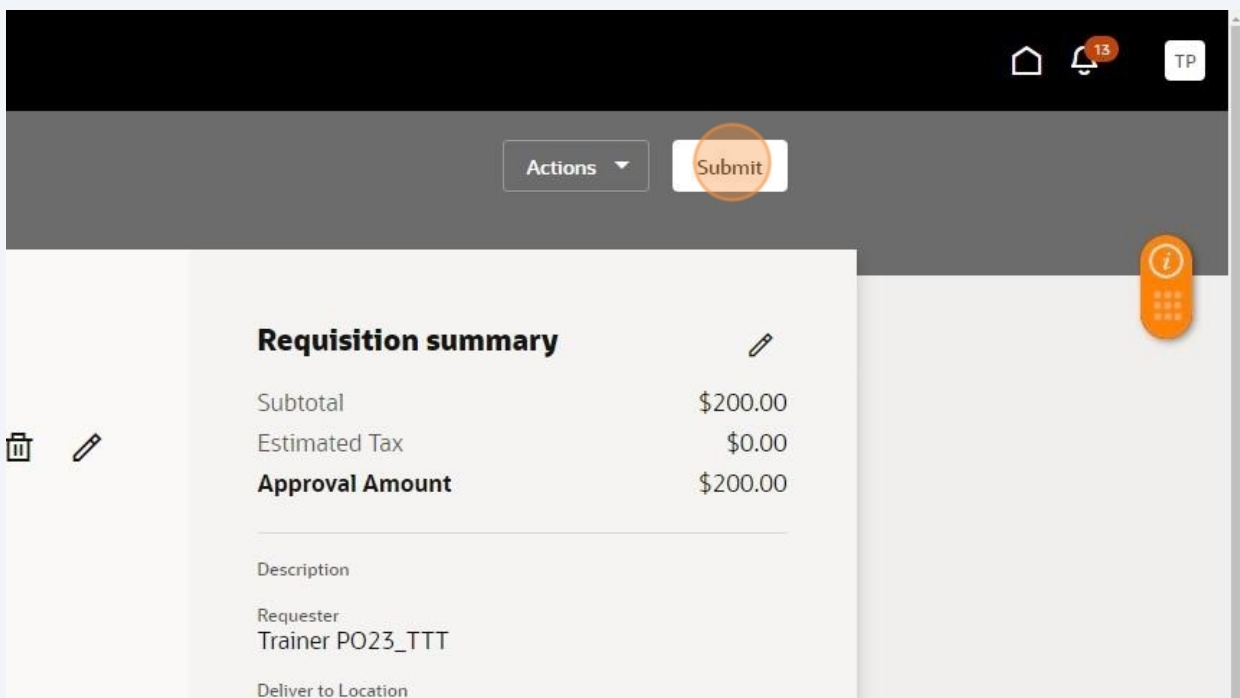 13
TP
Actions
Submit
i
Requisition summary
Subtotal $200.00
Estimated Tax $0.00
Approval Amount $200.00
Description
Requester
Trainer PO23_TTT
Deliver to Location